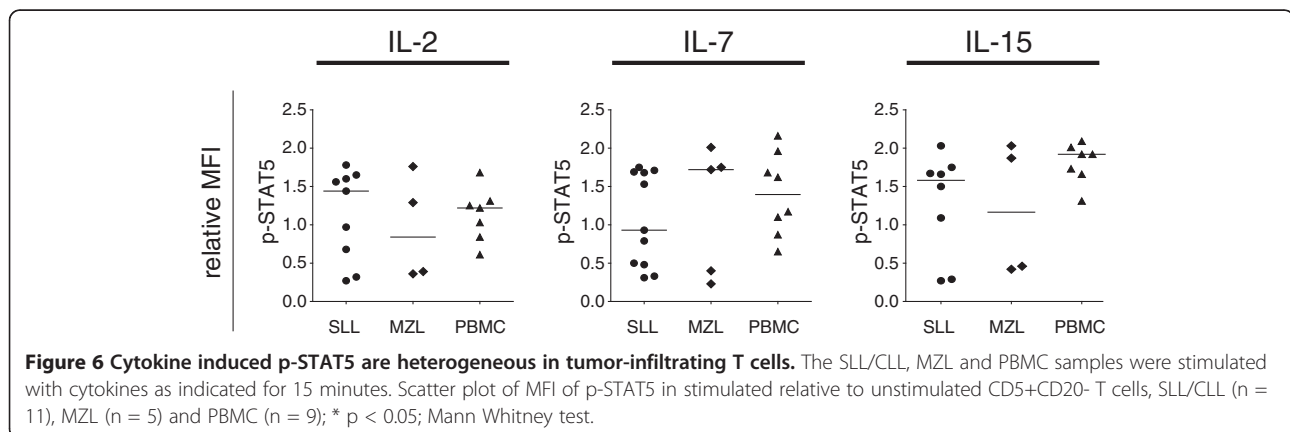 IL-2 IL-7 IL-15
relative MFI
p-STAT5
2.5
2.0
1.5
1.0
0.5
0.0
SLL MZL PBMC
p-STAT5
2.5
2.0
1.5
1.0
0.5
0.0
SLL MZL PBMC
p-STAT5
2.5
2.0
1.5
1.0
0.5
0.0
SLL MZL PBMC
Figure 6 Cytokine induced p-STAT5 are heterogeneous in tumor-infiltrating T cells. The SLL/CLL, MZL and PBMC samples were stimulated
with cytokines as indicated for 15 minutes. Scatter plot of MFI of p-STAT5 in stimulated relative to unstimulated CD5+CD20- T cells, SLL/CLL (n =
11), MZL (n = 5) and PBMC (n = 9); * p < 0.05; Mann Whitney test.